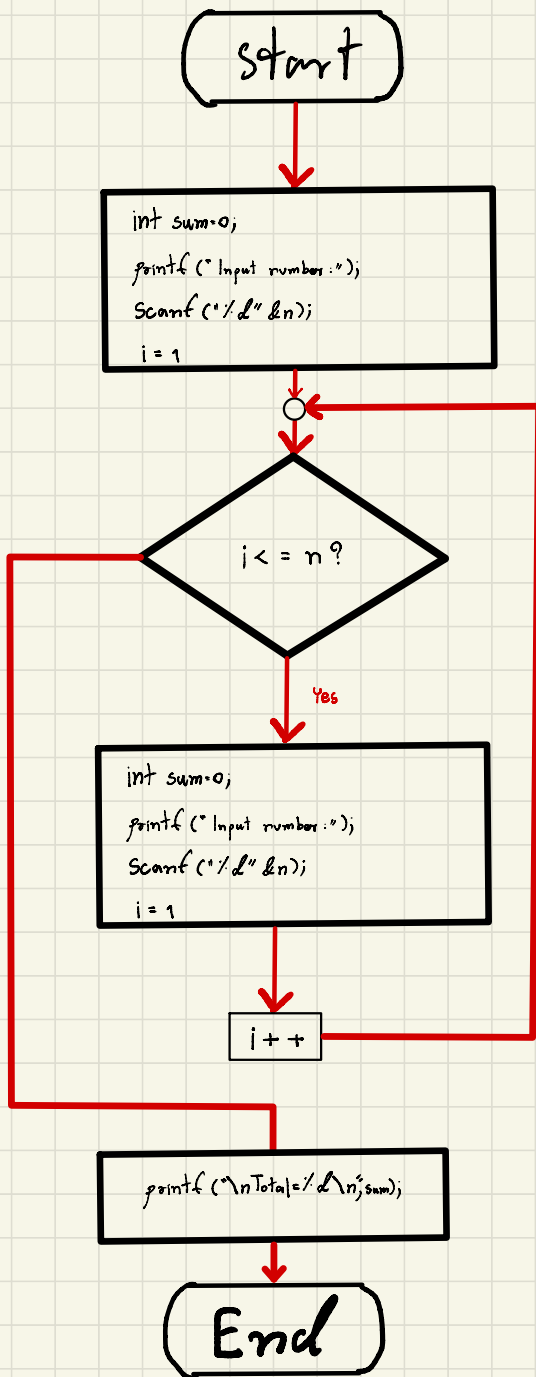 start
int sum=0;
printf ("Input number:");
Scanf ("%d" &n);
i = 1
i < = n ?
Yes
int sum=0;
printf ("Input number:");
Scanf ("%d" &n);
i = 1
i + +
printf ("\nTotal=%d\n",sum);
End